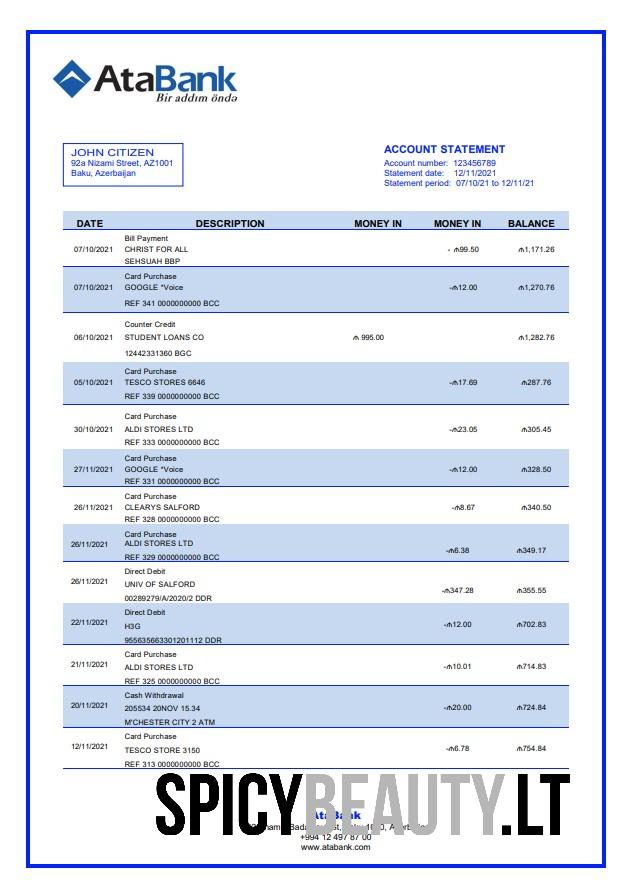 AtaBank
Bir addım öndə
JOHN CITIZEN
92a Nizami Street, AZ1001
Baku, Azerbaijan
ACCOUNT STATEMENT
Account number: 123456789
Statement date: 12/11/2021
Statement period: 07/10/21 to 12/11/21
DATE DESCRIPTION MONEY IN MONEY IN BALANCE
Bill Payment
07/10/2021 CHRIST FOR ALL - ₼99.50 ₼1,171.26
SEHSUAH BBP
Card Purchase
07/10/2021 GOOGLE *Voice -₼12.00 ₼1,270.76
REF 341 0000000000 BCC
Counter Credit
06/10/2021 STUDENT LOANS CO ₼ 995.00 ₼1,282.76
12442331360 BGC
Card Purchase
05/10/2021 TESCO STORES 6646 -₼17.69 ₼287.76
REF 339 0000000000 BCC
Card Purchase
30/10/2021 ALDI STORES LTD -₼23.05 ₼305.45
REF 333 0000000000 BCC
Card Purchase
27/11/2021 GOOGLE *Voice -₼12.00 ₼328.50
REF 331 0000000000 BCC
Card Purchase
26/11/2021 CLEARYS SALFORD -₼8.67 ₼340.50
REF 328 0000000000 BCC
Card Purchase
26/11/2021 ALDI STORES LTD -₼6.38 ₼349.17
REF 329 0000000000 BCC
Direct Debit
26/11/2021 UNIV OF SALFORD -₼347.28 ₼355.55
00289279/A/2020/2 DDR
Direct Debit
22/11/2021 H3G -₼12.00 ₼702.83
955635663301201112 DDR
Card Purchase
21/11/2021 ALDI STORES LTD -₼10.01 ₼714.83
REF 325 0000000000 BCC
Cash Withdrawal
20/11/2021 205534 20NOV 15.34 -₼20.00 ₼724.84
M'CHESTER CITY 2 ATM
Card Purchase
12/11/2021 TESCO STORE 3150 -₼6.78 ₼754.84
REF 313 0000000000 BCC
SPICYBEAUTY.LT
AtaBank
+994 12 497 87 00
www.atabank.com